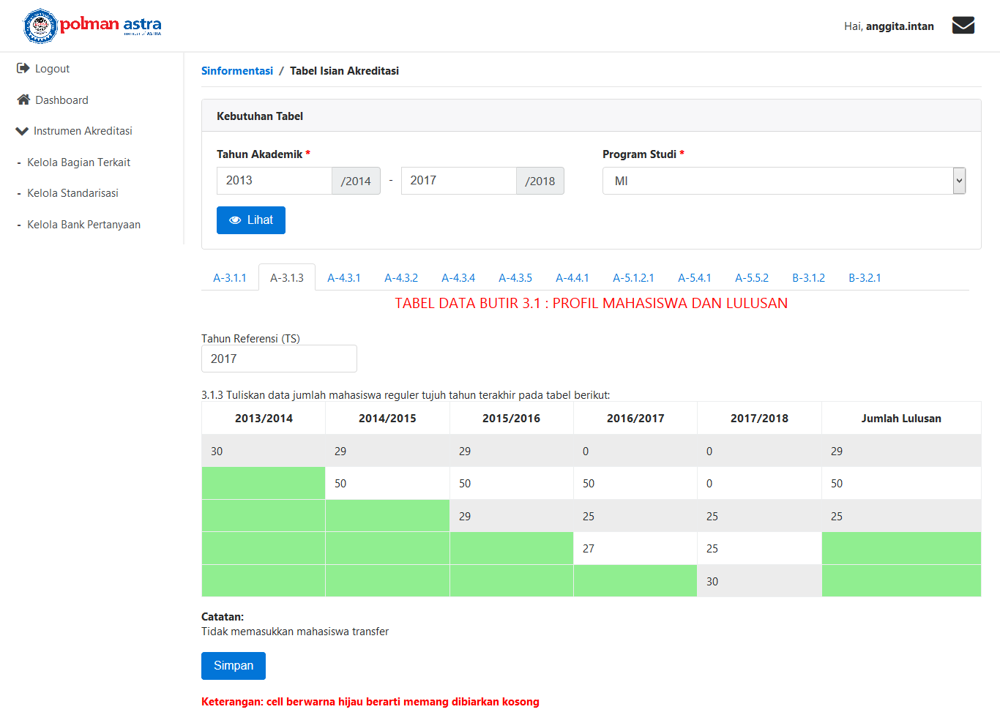 polman astra
member of ASTRA
Hai, anggita.intan
Logout
Dashboard
Instrumen Akreditasi
- Kelola Bagian Terkait
- Kelola Standarisasi
- Kelola Bank Pertanyaan
Sinformentasi / Tabel Isian Akreditasi
Kebutuhan Tabel
Tahun Akademik * Program Studi *
2013 /2014 - 2017 /2018 MI
Lihat
A-3.1.1 A-3.1.3 A-4.3.1 A-4.3.2 A-4.3.4 A-4.3.5 A-4.4.1 A-5.1.2.1 A-5.4.1 A-5.5.2 B-3.1.2 B-3.2.1
TABEL DATA BUTIR 3.1 : PROFIL MAHASISWA DAN LULUSAN
Tahun Referensi (TS)
2017
3.1.3 Tuliskan data jumlah mahasiswa reguler tujuh tahun terakhir pada tabel berikut:
2013/2014 2014/2015 2015/2016 2016/2017 2017/2018 Jumlah Lulusan
30 29 29 0 0 29
50 50 50 0 50
29 25 25 25
27 25
30
Catatan:
Tidak memasukkan mahasiswa transfer
Simpan
Keterangan: cell berwarna hijau berarti memang dibiarkan kosong